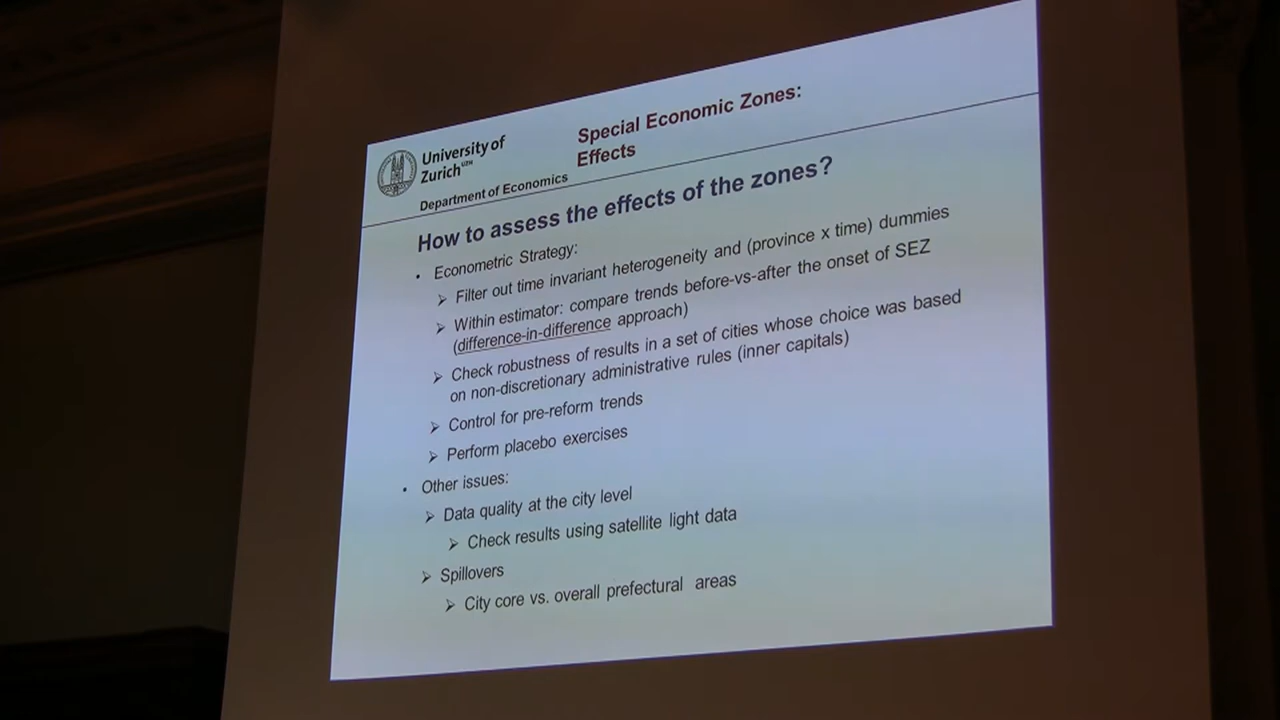 University of
Zurich UZH
Department of Economics
Special Economic Zones:
Effects
How to assess the effects of the zones?
• Econometric Strategy:
➢ Filter out time invariant heterogeneity and (province x time) dummies
➢ Within estimator: compare trends before-vs-after the onset of SEZ
(difference-in-difference approach)
➢ Check robustness of results in a set of cities whose choice was based
on non-discretionary administrative rules (inner capitals)
➢ Control for pre-reform trends
➢ Perform placebo exercises
• Other issues:
➢ Data quality at the city level
➢ Check results using satellite light data
➢ Spillovers
➢ City core vs. overall prefectural areas